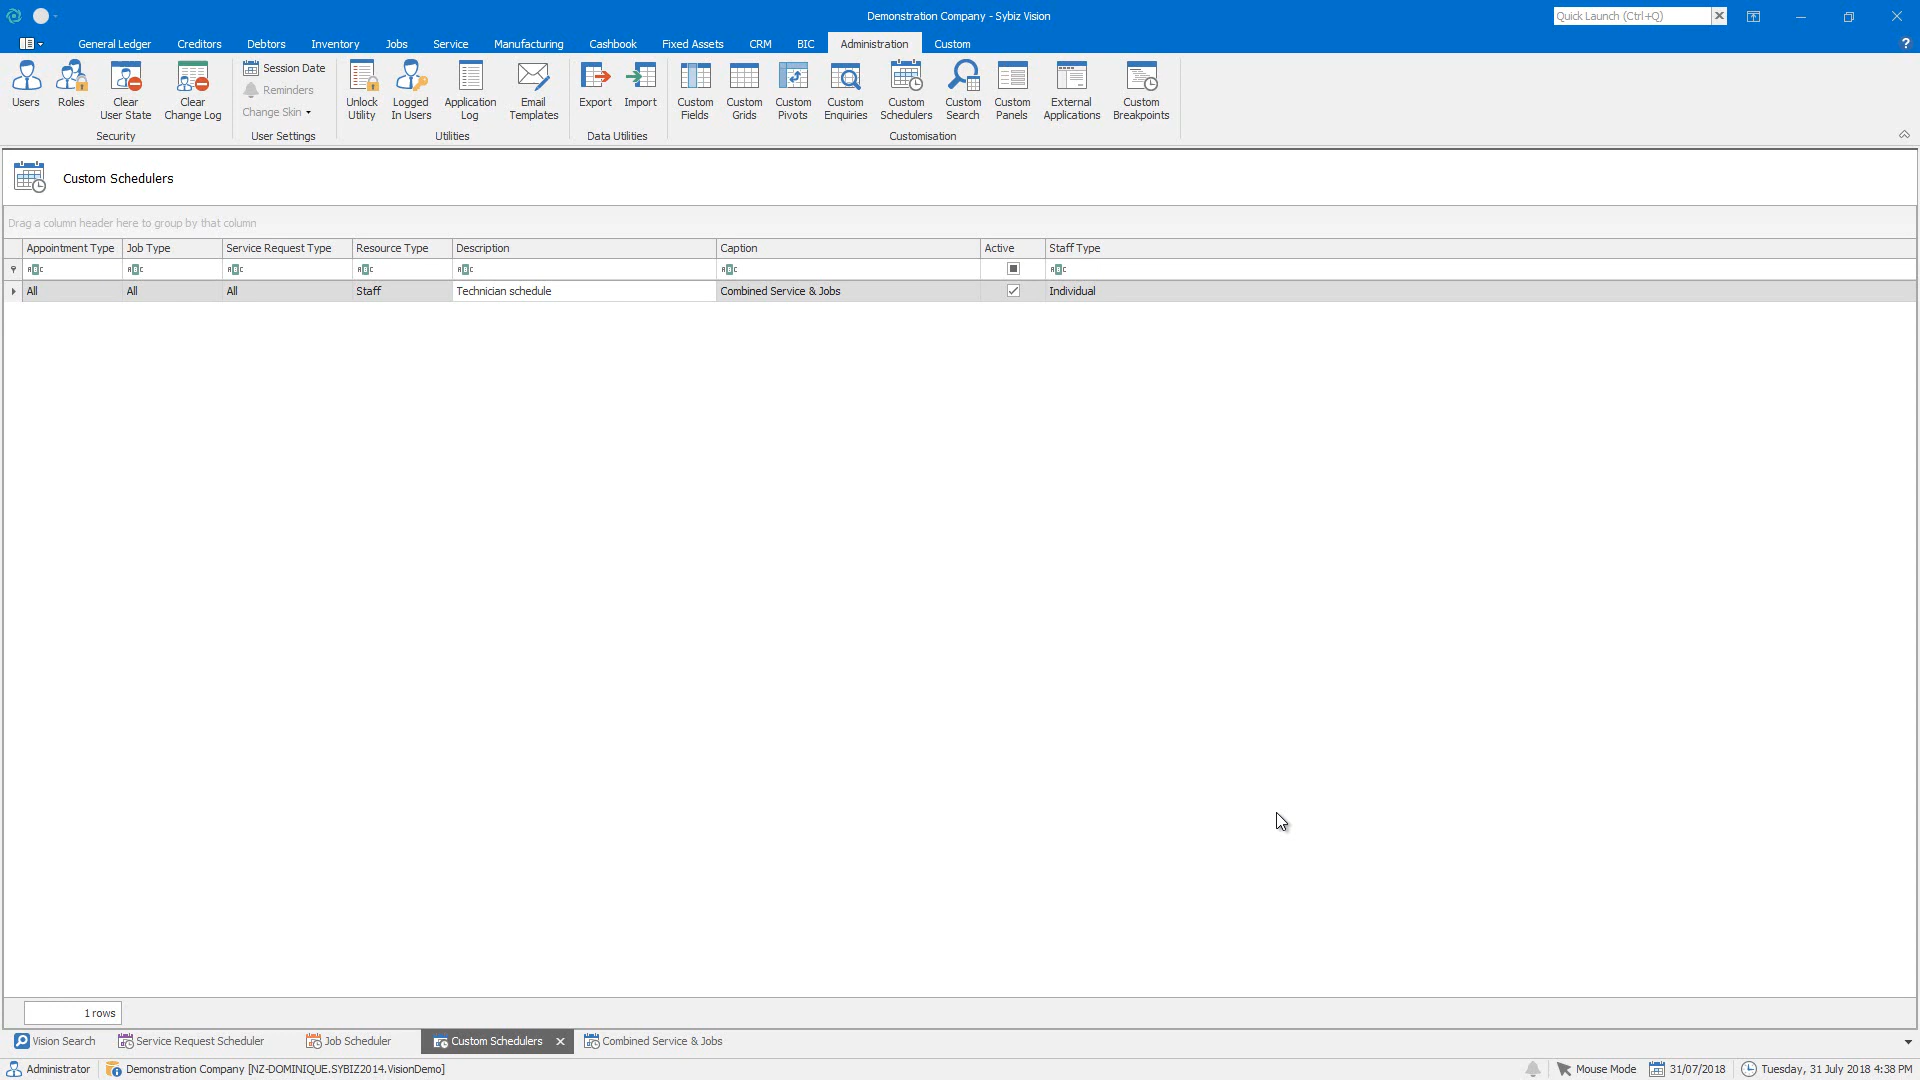 Demonstration Company - Sybiz Vision
Quick Launch (Ctrl+Q)
General Ledger Creditors Debtors Inventory Jobs Service Manufacturing Cashbook Fixed Assets CRM BIC Administration Custom
Users
Roles
Clear User State
Clear Change Log
Security
Session Date
Reminders
Change Skin
User Settings
Unlock Utility
Logged In Users
Application Log
Email Templates
Utilities
Export
Import
Data Utilities
Custom Fields
Custom Grids
Custom Pivots
Custom Enquiries
Custom Schedulers
Custom Search
Custom Panels
External Applications
Custom Breakpoints
Customisation
Custom Schedulers
Drag a column header here to group by that column
Appointment Type Job Type Service Request Type Resource Type Description Caption Active Staff Type
ABC ABC ABC ABC ABC ABC ABC
All All All Staff Technician schedule Combined Service & Jobs Individual
1 rows
Vision Search Service Request Scheduler Job Scheduler Custom Schedulers Combined Service & Jobs
Administrator Demonstration Company [NZ-DOMINIQUE.SYBIZ2014.VisionDemo] Mouse Mode 31/07/2018 Tuesday, 31 July 2018 4:38 PM